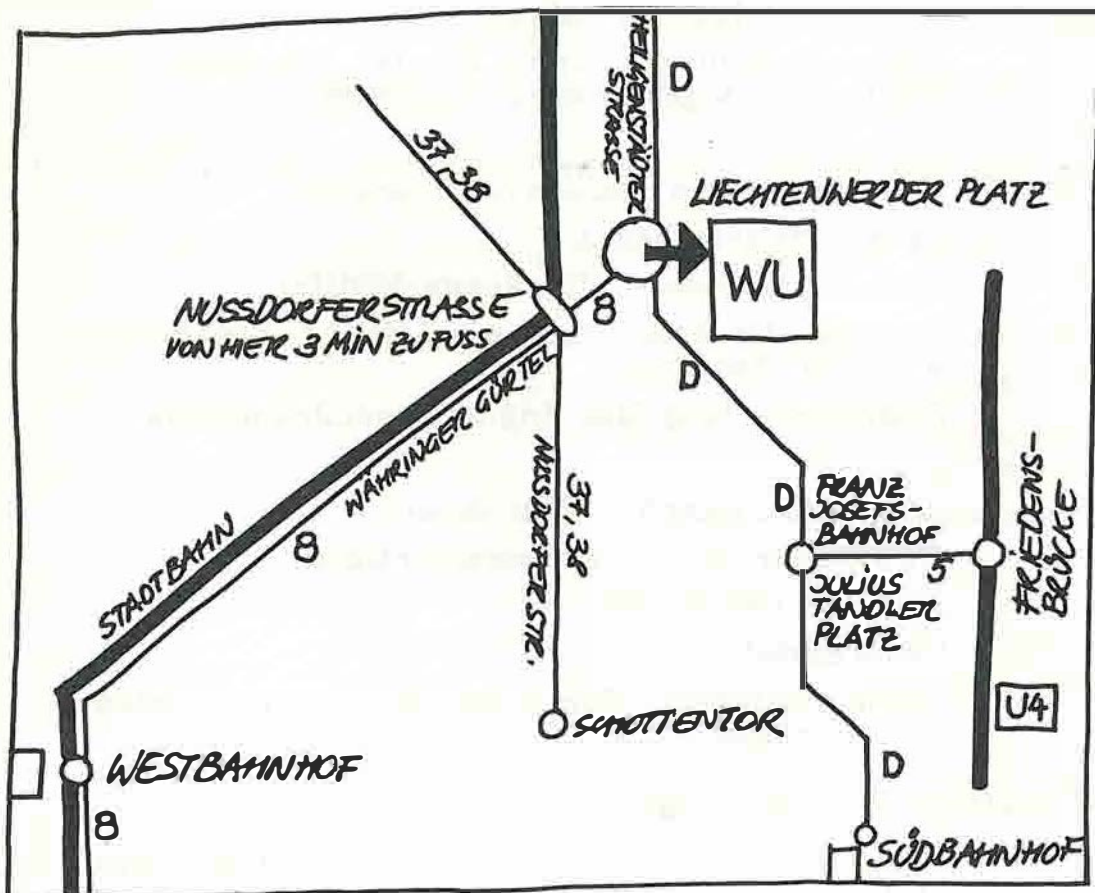 HEILIGENSTÄDTER
STRASSE
D
37, 38
LIECHTENWERDER PLATZ
WU
NUSSDORFERSTRASSE
VON HIER 3 MIN ZU FUSS
8
D
WÄHRINGER GÜRTEL
8
STADTBAHN
NUSSDORFER STR.
37, 38
D
FRANZ
JOSEFS-
BAHNHOF
5
JULIUS
TANDLER
PLATZ
FRIEDENS-
BRÜCKE
U4
SCHOTTENTOR
WESTBAHNHOF
8
D
SÜDBAHNHOF